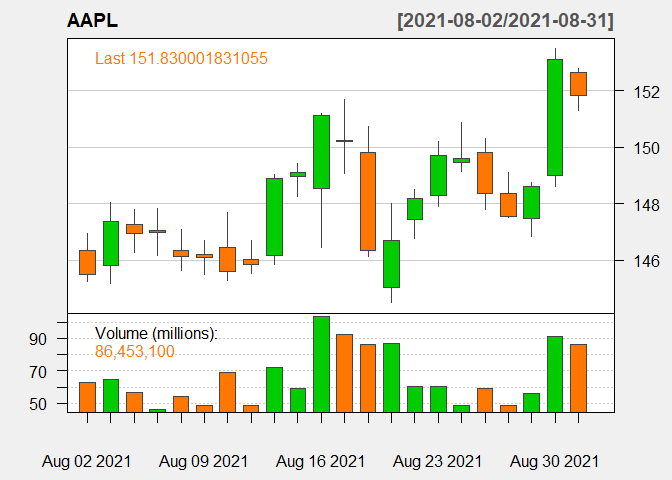 AAPL [2021-08-02/2021-08-31]
Last 151.830001831055
152
150
148
146
Volume (millions):
86,453,100
90
70
50
Aug 02 2021 Aug 09 2021 Aug 16 2021 Aug 23 2021 Aug 30 2021